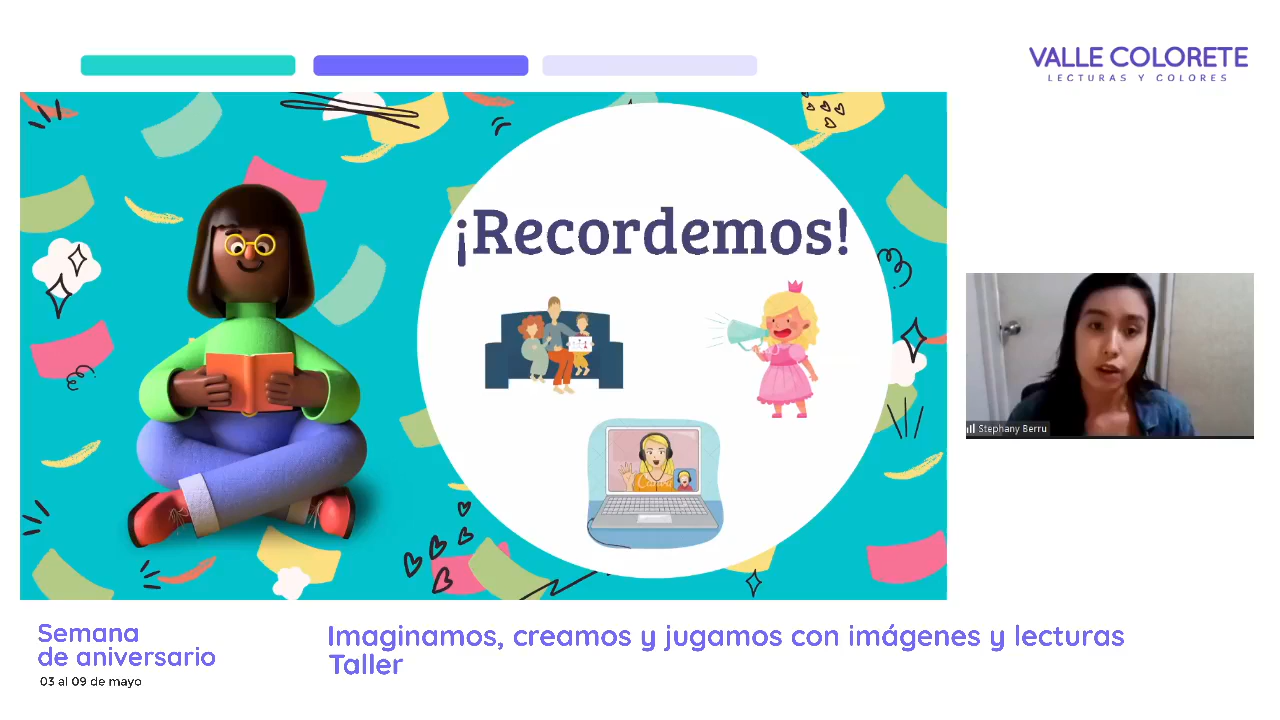 VALLE COLORETE
LECTURAS Y COLORES
¡Recordemos!
Canva
Stephany Berru
Semana
de aniversario
03 al 09 de mayo
Imaginamos, creamos y jugamos con imágenes y lecturas
Taller